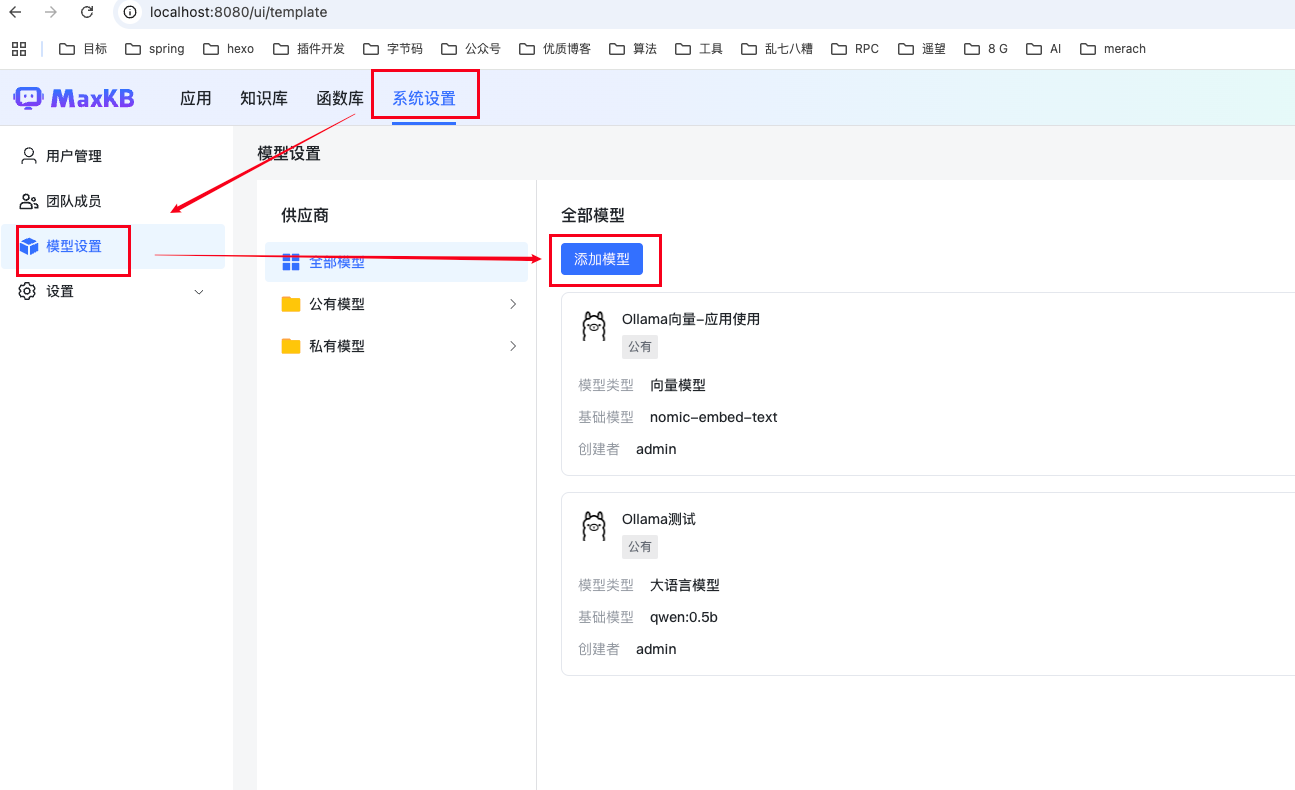 localhost:8080/ui/template
目标 spring hexo 插件开发 字节码 公众号 优质博客 算法 工具 乱七八糟 RPC 遥望 8 G AI merach
MaxKB 应用 知识库 函数库 系统设置
用户管理
团队成员
模型设置
设置
模型设置
供应商
全部模型
公有模型
私有模型
全部模型
添加模型
Ollama向量-应用使用
公有
模型类型 向量模型
基础模型 nomic-embed-text
创建者 admin
Ollama测试
公有
模型类型 大语言模型
基础模型 qwen:0.5b
创建者 admin